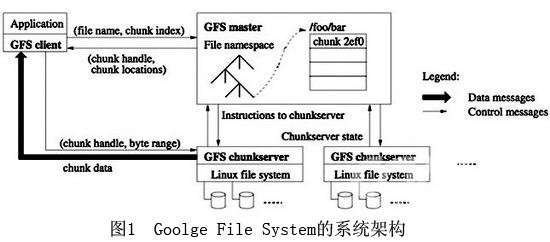 Application
GFS client
(file name, chunk index)
(chunk handle,
chunk locations)
GFS master
File namespace
/foo/bar
chunk 2ef0
Legend:
Data messages
Control messages
Instructions to chunkserver
Chunkserver state
(chunk handle, byte range)
chunk data
GFS chunkserver
Linux file system
GFS chunkserver
Linux file system
图1 Goolge File System的系统架构